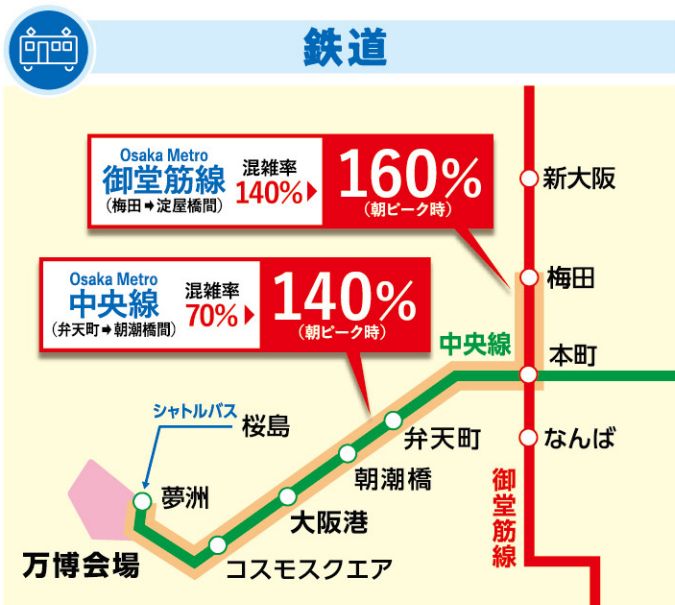 鉄道
Osaka Metro
御堂筋線
(梅田➡淀屋橋間)
混雑率
140%▶
160%
(朝ピーク時)
新大阪
Osaka Metro
中央線
(弁天町➡朝潮橋間)
混雑率
70%▶
140%
(朝ピーク時)
梅田
中央線
本町
シャトルバス
桜島
弁天町
なんば
朝潮橋
夢洲
大阪港
御堂筋線
万博会場
コスモスクエア